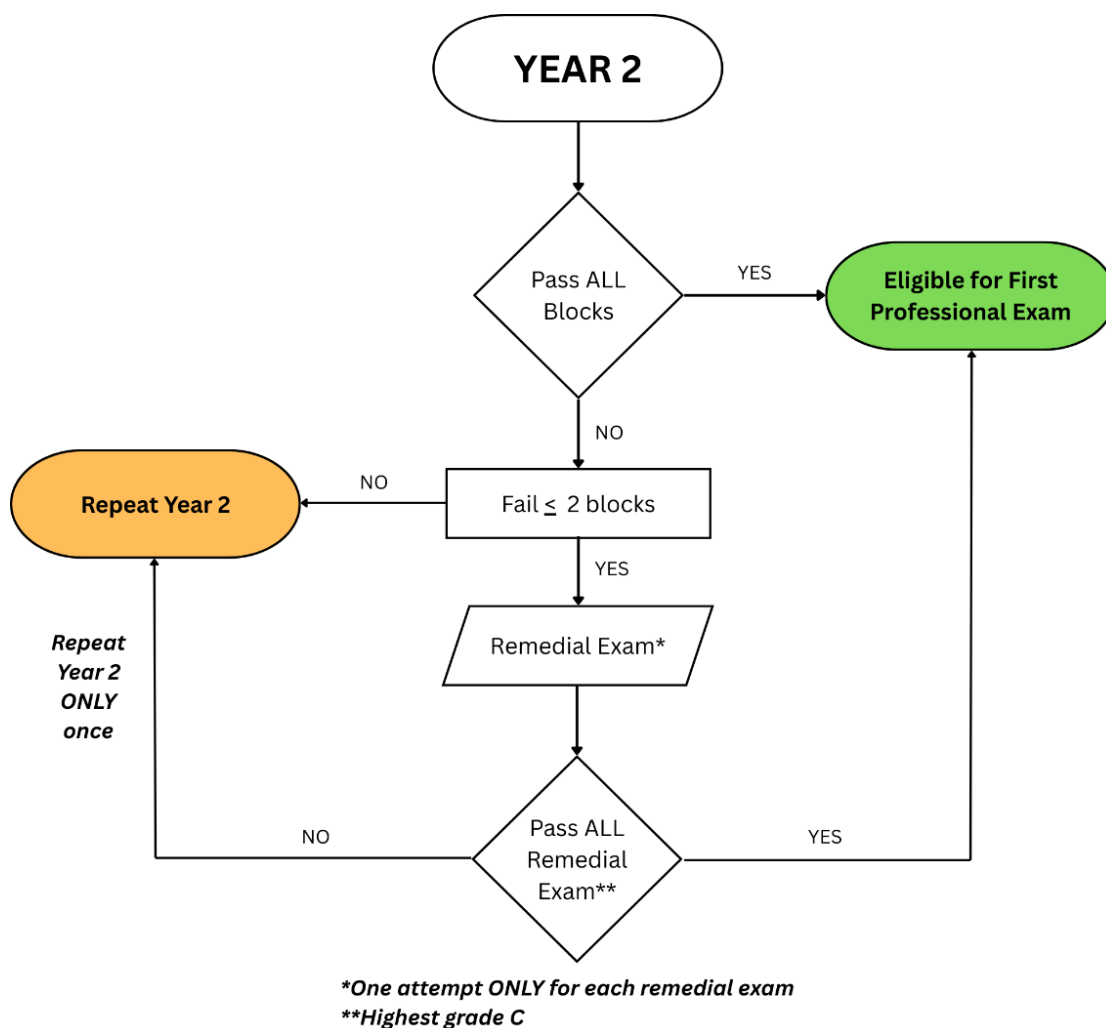 YEAR 2
Pass ALL
Blocks
YES
Eligible for First
Professional Exam
NO
Fail ≤ 2 blocks
NO
Repeat Year 2
YES
Remedial Exam*
Repeat
Year 2
ONLY
once
Pass ALL
Remedial
Exam**
NO
YES
*One attempt ONLY for each remedial exam
**Highest grade C